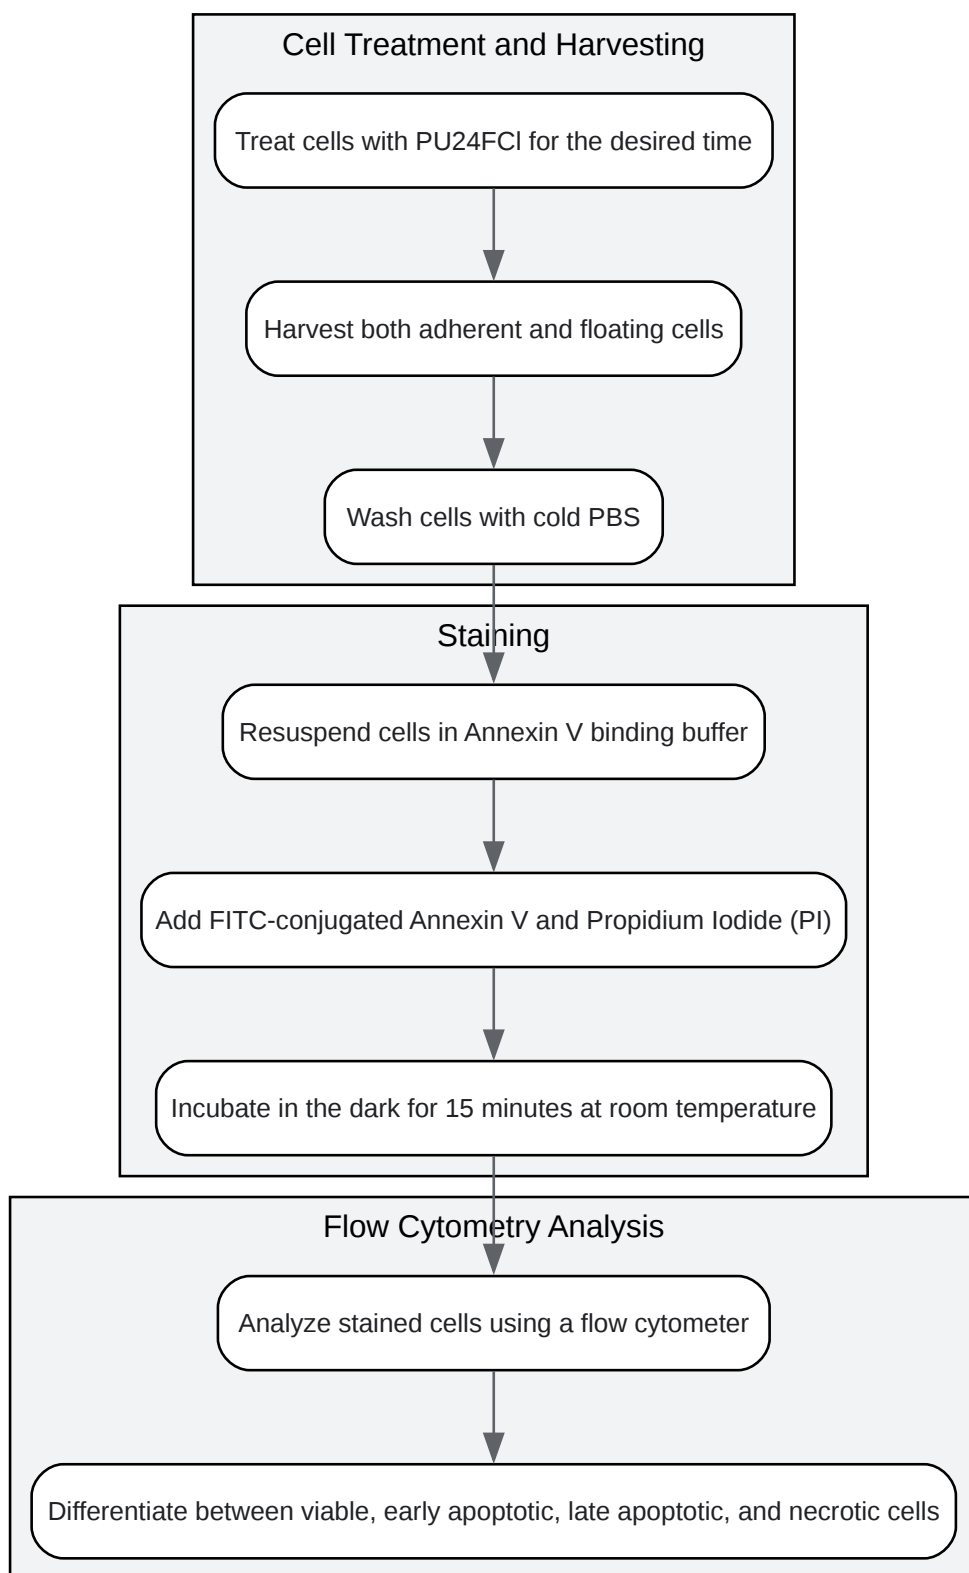 Cell Treatment and Harvesting
Treat cells with PU24FCl for the desired time
Harvest both adherent and floating cells
Wash cells with cold PBS
Staining
Resuspend cells in Annexin V binding buffer
Add FITC-conjugated Annexin V and Propidium Iodide (PI)
Incubate in the dark for 15 minutes at room temperature
Flow Cytometry Analysis
Analyze stained cells using a flow cytometer
Differentiate between viable, early apoptotic, late apoptotic, and necrotic cells